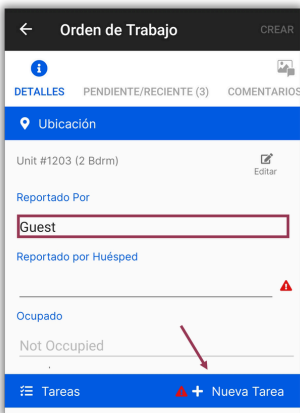 Orden de Trabajo CREAR
DETALLES PENDIENTE/RECIENTE (3) COMENTARIOS
Ubicación
Unit #1203 (2 Bdrm)
Editar
Reportado Por
Guest
Reportado por Huésped
Ocupado
Not Occupied
Tareas + Nueva Tarea